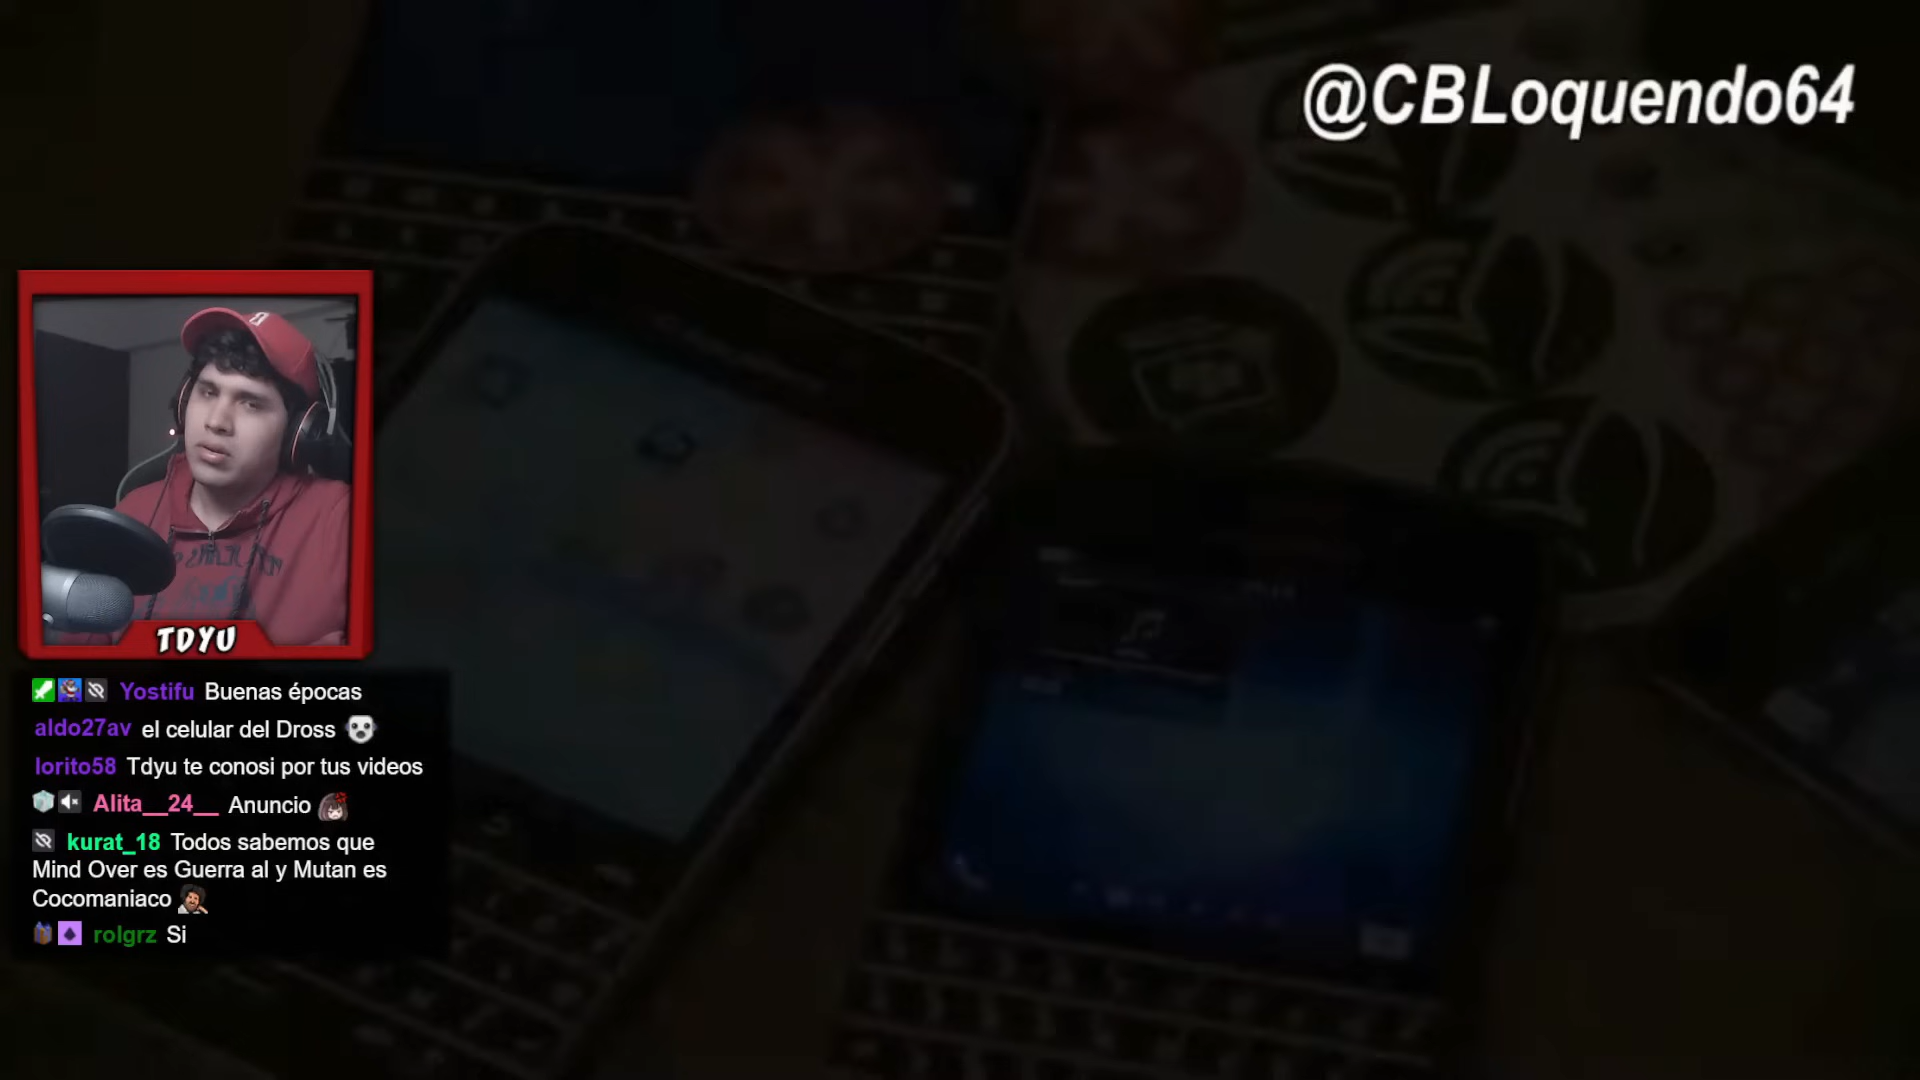 @CBLoquendo64
TDYU
Yostifu Buenas épocas
aldo27av el celular del Dross
lorito58 Tdyu te conosi por tus videos
Alita__24__ Anuncio
kurat_18 Todos sabemos que
Mind Over es Guerra al y Mutan es
Cocomaniaco
rolgrz Si